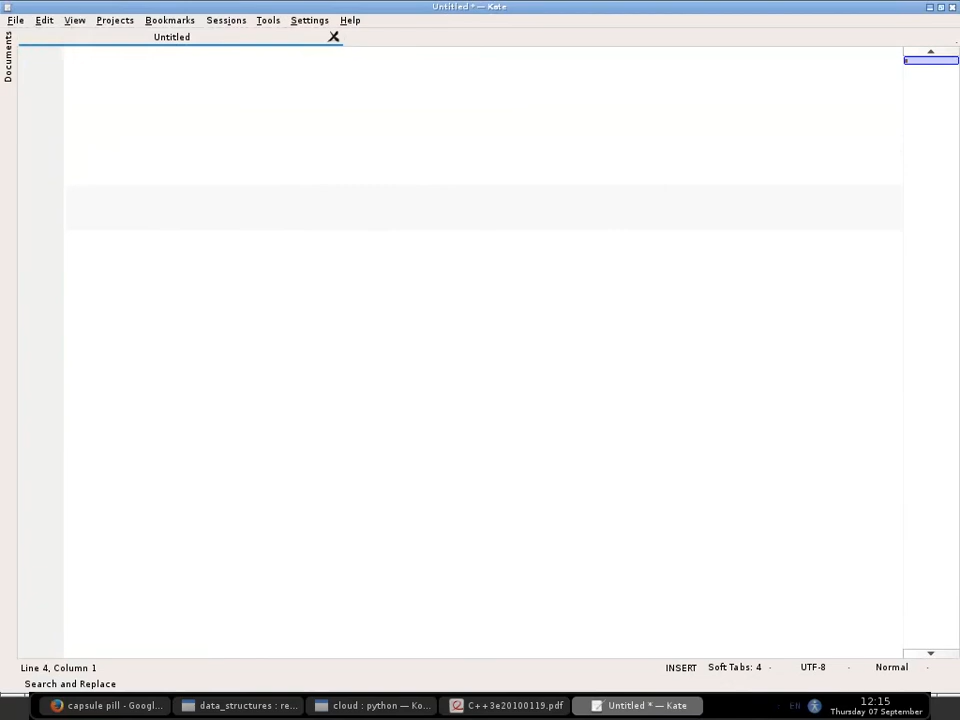 Untitled * — Kate
File Edit View Projects Bookmarks Sessions Tools Settings Help
Documents
Untitled
Line 4, Column 1
INSERT Soft Tabs: 4 UTF-8 Normal
Search and Replace
capsule pill - Googl... data_structures : re... cloud : python — Ko... C++3e20100119.pdf Untitled * — Kate EN 12:15
Thursday 07 September